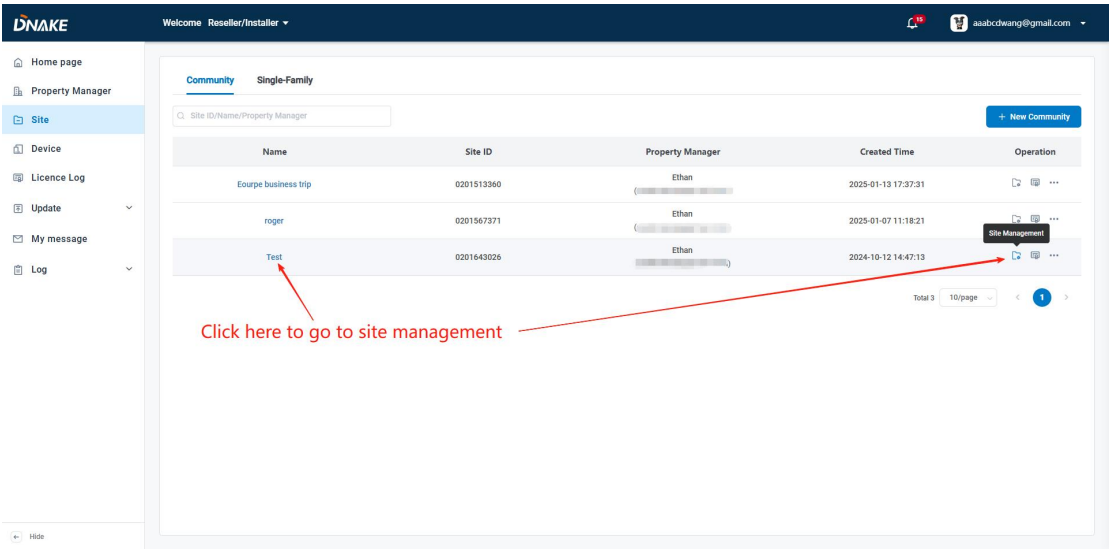 DNAKE
Welcome Reseller/Installer
15
aaabcdwang@gmail.com
Home page
Property Manager
Site
Device
Licence Log
Update
My message
Log
Hide
Community Single-Family
Site ID/Name/Property Manager
+ New Community
Name Site ID Property Manager Created Time Operation
Eourpe business trip 0201513360 Ethan 2025-01-13 17:37:31 ...
(
roger 0201567371 Ethan 2025-01-07 11:18:21 ...
(
Site Management
Test 0201643026 Ethan 2024-10-12 14:47:13 ...
)
Total 3 10/page < 1 >
Click here to go to site management